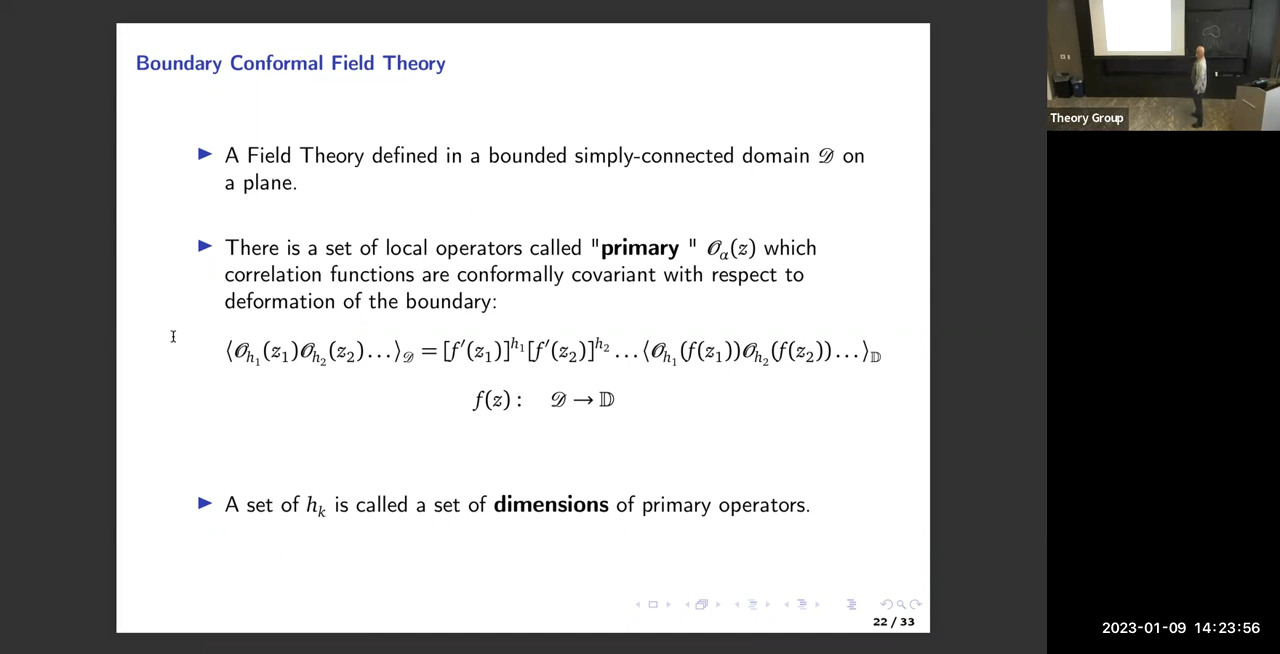 Boundary Conformal Field Theory
▶ A Field Theory defined in a bounded simply-connected domain 𝒟 on
a plane.
▶ There is a set of local operators called "primary " 𝒪_α(z) which
correlation functions are conformally covariant with respect to
deformation of the boundary:
⟨𝒪_{h_1}(z_1)𝒪_{h_2}(z_2)...⟩_𝒟 = [f′(z_1)]^{h_1}[f′(z_2)]^{h_2}...⟨𝒪_{h_1}(f(z_1))𝒪_{h_2}(f(z_2))...⟩_𝔻
f(z): 𝒟 → 𝔻
▶ A set of h_k is called a set of dimensions of primary operators.
22 / 33
Theory Group
2023-01-09 14:23:56